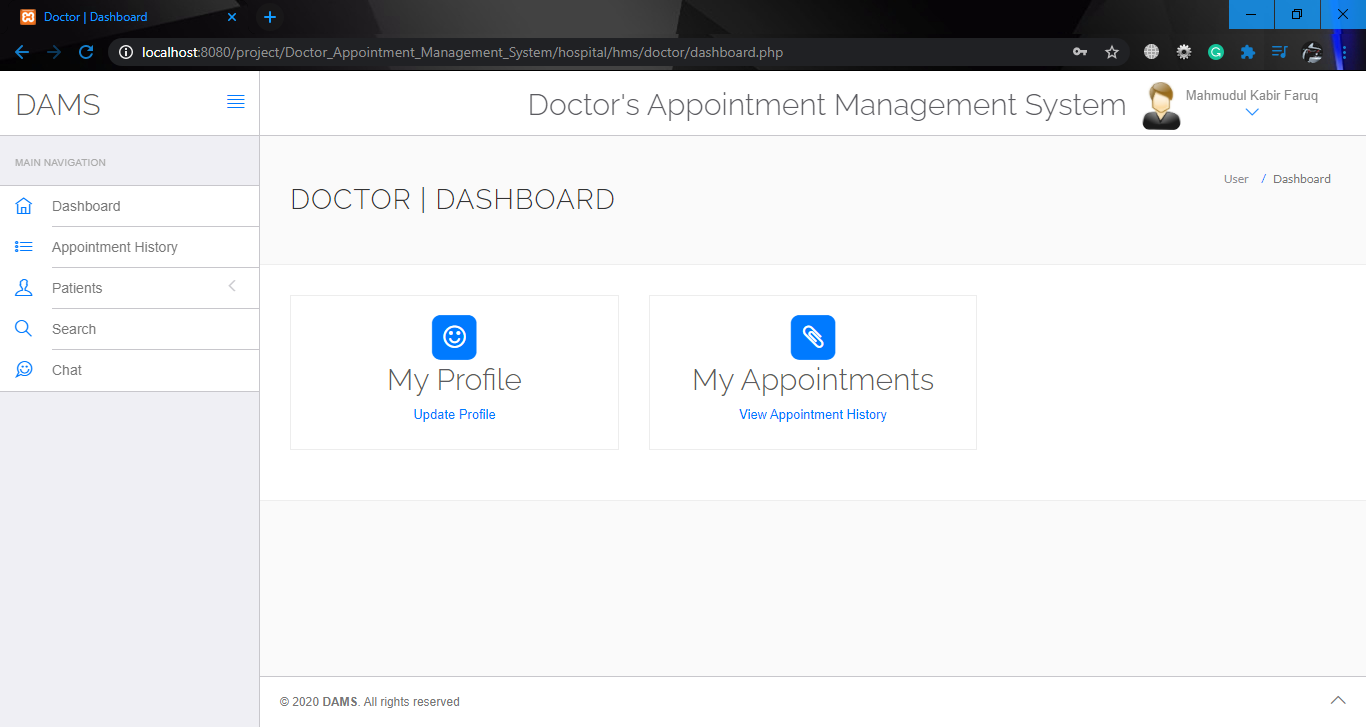 Doctor | Dashboard
localhost:8080/project/Doctor_Appointment_Management_System/hospital/hms/doctor/dashboard.php
DAMS
Doctor's Appointment Management System
Mahmudul Kabir Faruq
MAIN NAVIGATION
Dashboard
Appointment History
Patients
Search
Chat
DOCTOR | DASHBOARD
User / Dashboard
My Profile
Update Profile
My Appointments
View Appointment History
© 2020 DAMS. All rights reserved